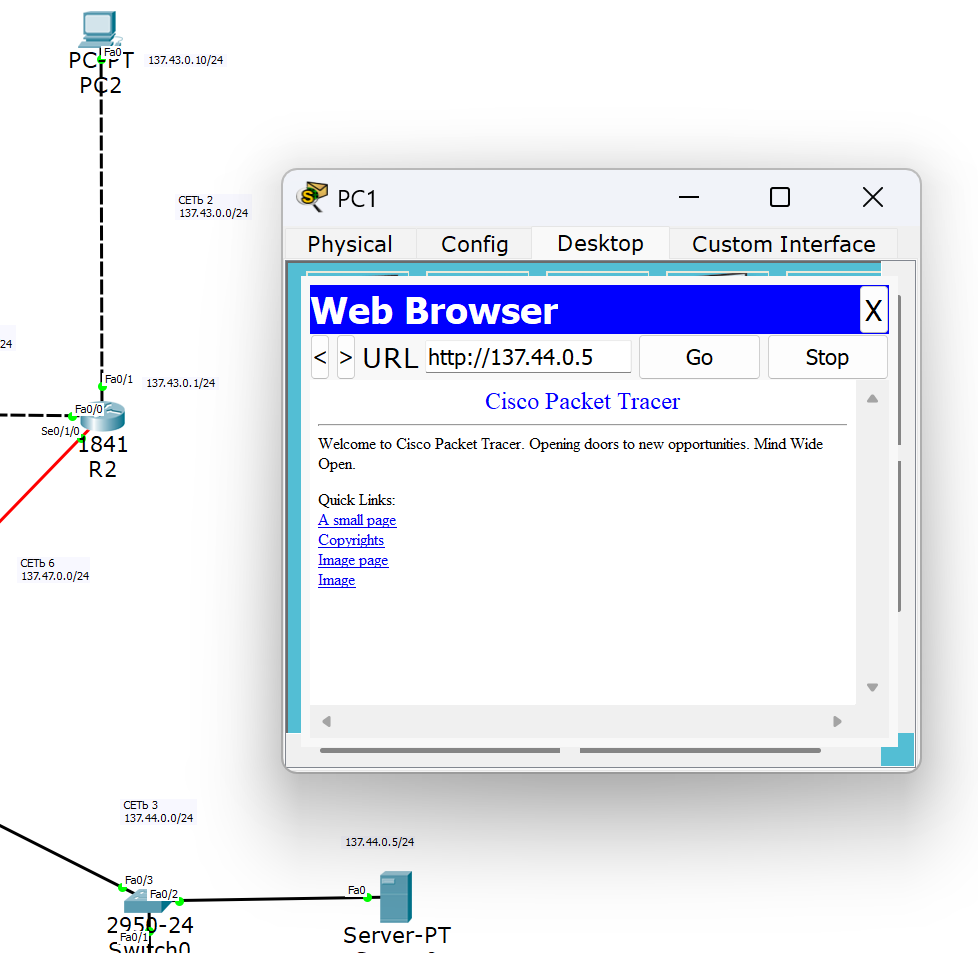 Fa0
PC-PT
PC2
137.43.0.10/24
СЕТЬ 2
137.43.0.0/24
24
Fa0/1
137.43.0.1/24
Fa0/0
Se0/1/0
1841
R2
СЕТЬ 6
137.47.0.0/24
PC1
Physical
Config
Desktop
Custom Interface
Web Browser
X
<
>
URL
http://137.44.0.5
Go
Stop
Cisco Packet Tracer
Welcome to Cisco Packet Tracer. Opening doors to new opportunities. Mind Wide
Open.
Quick Links:
A small page
Copyrights
Image page
Image
СЕТЬ 3
137.44.0.0/24
137.44.0.5/24
Fa0/3
Fa0/2
Fa0
2950-24
Fa0/1
Switch0
Server-PT